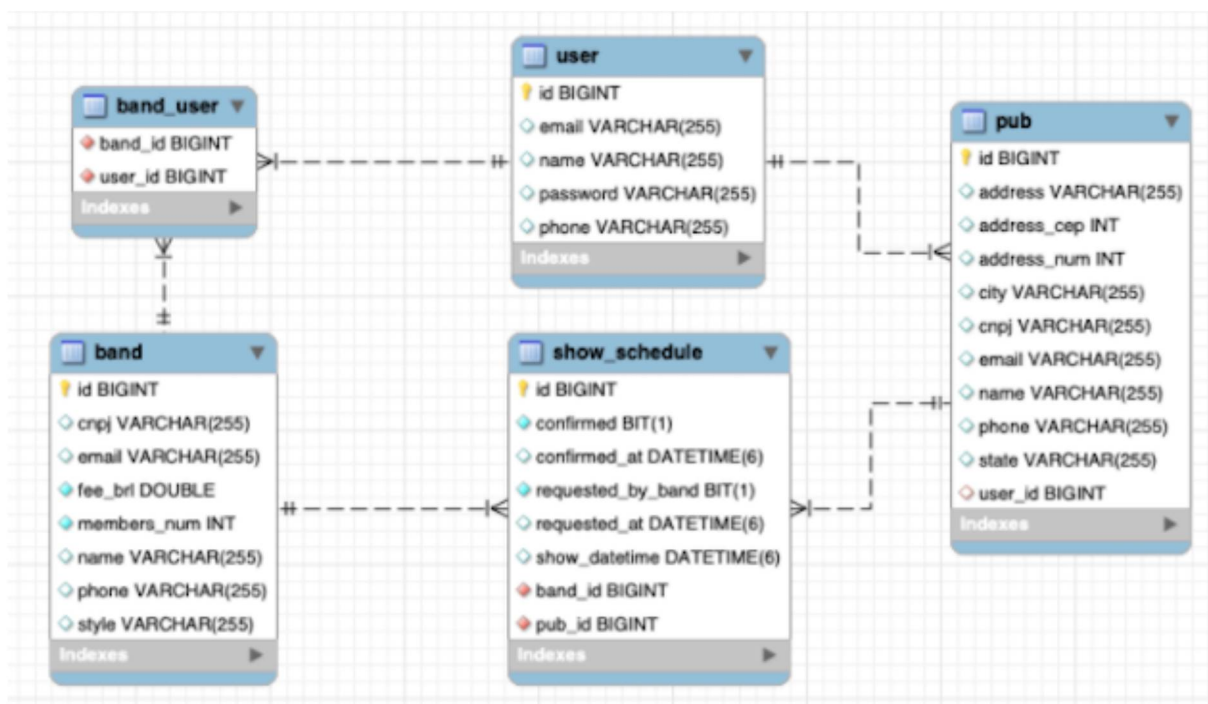 band_user
band_id BIGINT
user_id BIGINT
Indexes
user
id BIGINT
email VARCHAR(255)
name VARCHAR(255)
password VARCHAR(255)
phone VARCHAR(255)
Indexes
pub
id BIGINT
address VARCHAR(255)
address_cep INT
address_num INT
city VARCHAR(255)
cnpj VARCHAR(255)
email VARCHAR(255)
name VARCHAR(255)
phone VARCHAR(255)
state VARCHAR(255)
user_id BIGINT
Indexes
band
id BIGINT
cnpj VARCHAR(255)
email VARCHAR(255)
fee_brl DOUBLE
members_num INT
name VARCHAR(255)
phone VARCHAR(255)
style VARCHAR(255)
Indexes
show_schedule
id BIGINT
confirmed BIT(1)
confirmed_at DATETIME(6)
requested_by_band BIT(1)
requested_at DATETIME(6)
show_datetime DATETIME(6)
band_id BIGINT
pub_id BIGINT
Indexes